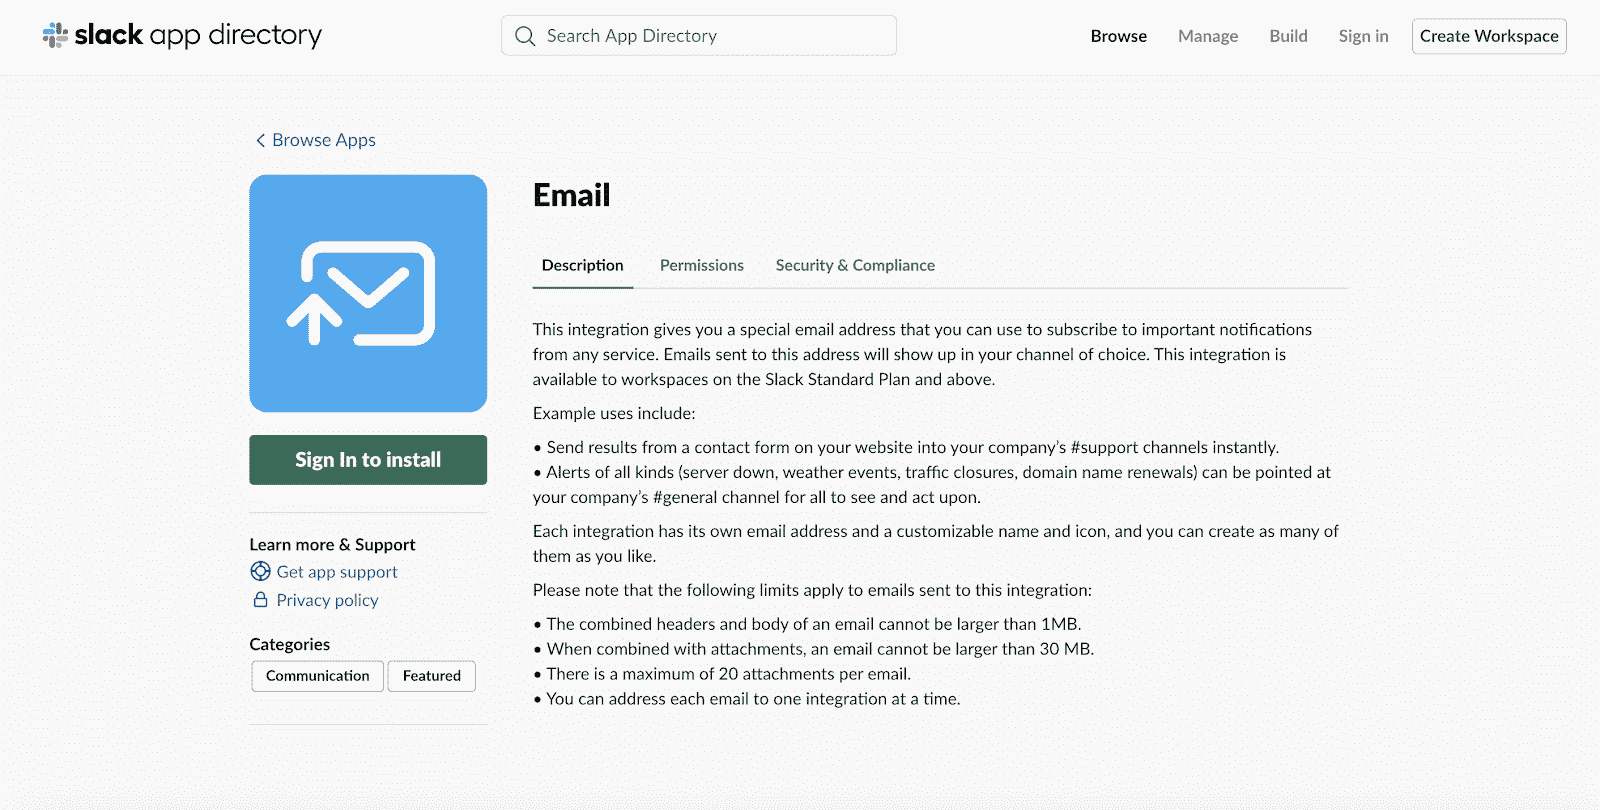 slack app directory
Search App Directory
Browse
Manage
Build
Sign in
Create Workspace
Browse Apps
Sign In to install
Learn more & Support
Get app support
Privacy policy
Categories
Communication
Featured
Email
Description
Permissions
Security & Compliance
This integration gives you a special email address that you can use to subscribe to important notifications
from any service. Emails sent to this address will show up in your channel of choice. This integration is
available to workspaces on the Slack Standard Plan and above.
Example uses include:
• Send results from a contact form on your website into your company’s #support channels instantly.
• Alerts of all kinds (server down, weather events, traffic closures, domain name renewals) can be pointed at
your company’s #general channel for all to see and act upon.
Each integration has its own email address and a customizable name and icon, and you can create as many of
them as you like.
Please note that the following limits apply to emails sent to this integration:
• The combined headers and body of an email cannot be larger than 1MB.
• When combined with attachments, an email cannot be larger than 30 MB.
• There is a maximum of 20 attachments per email.
• You can address each email to one integration at a time.